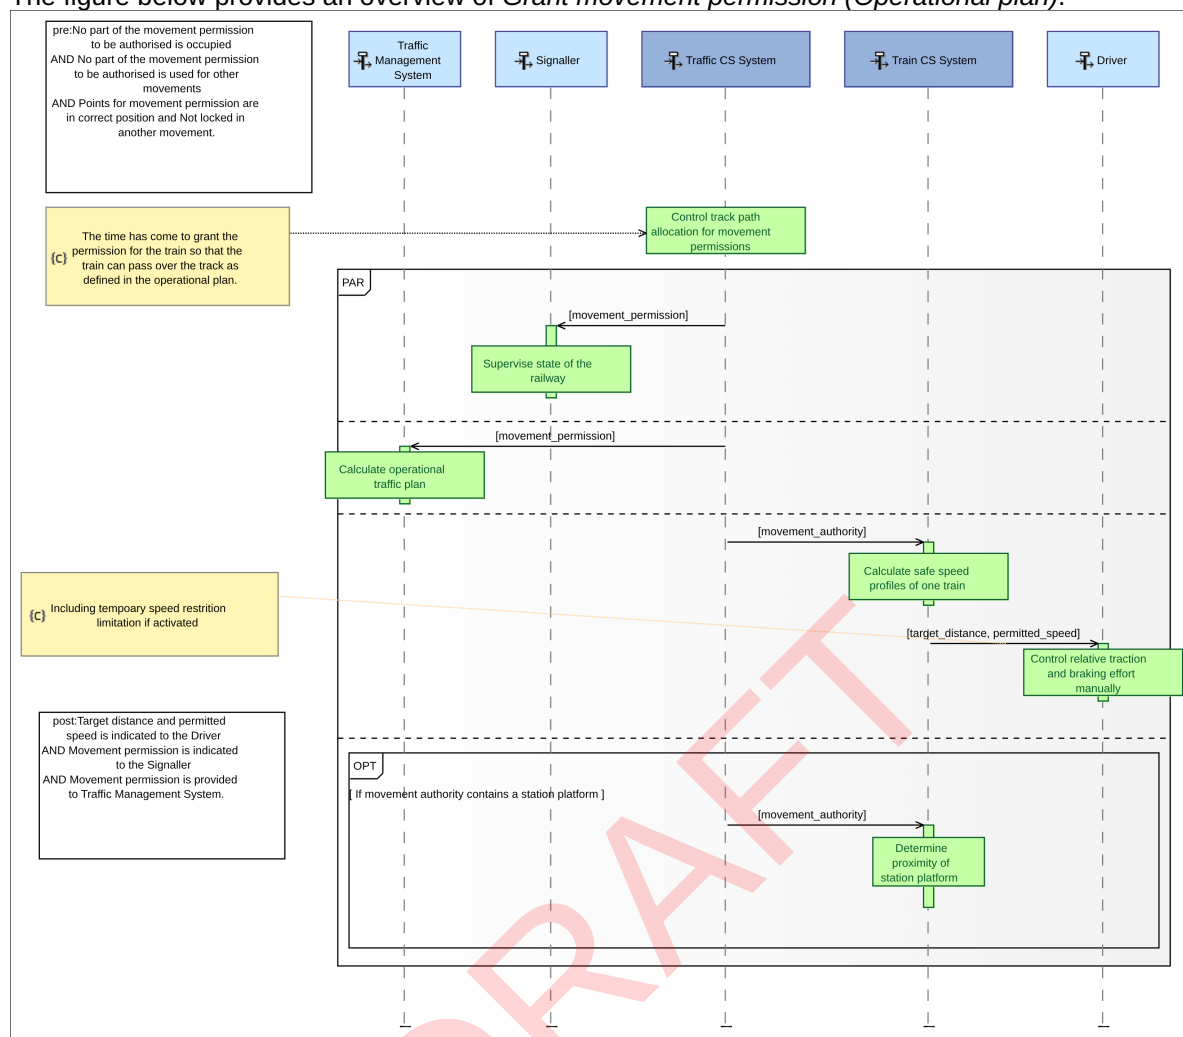 The figure below provides an overview of Grant movement permission (Operational plan).
pre:No part of the movement permission
to be authorised is occupied
AND No part of the movement permission
to be authorised is used for other
movements
AND Points for movement permission are
in correct position and Not locked in
another movement.
Traffic
Management
System
Signaller
Traffic CS System
Train CS System
Driver
{c}
The time has come to grant the
permission for the train so that the
train can pass over the track as
defined in the operational plan.
Control track path
allocation for movement
permissions
PAR
[movement_permission]
Supervise state of the
railway
[movement_permission]
Calculate operational
traffic plan
[movement_authority]
Calculate safe speed
profiles of one train
{c}
Including tempoary speed restrition
limitation if activated
[target_distance, permitted_speed]
Control relative traction
and braking effort
manually
post:Target distance and permitted
speed is indicated to the Driver
AND Movement permission is indicated
to the Signaller
AND Movement permission is provided
to Traffic Management System.
OPT
[ If movement authority contains a station platform ]
[movement_authority]
Determine
proximity of
station platform
DRAFT